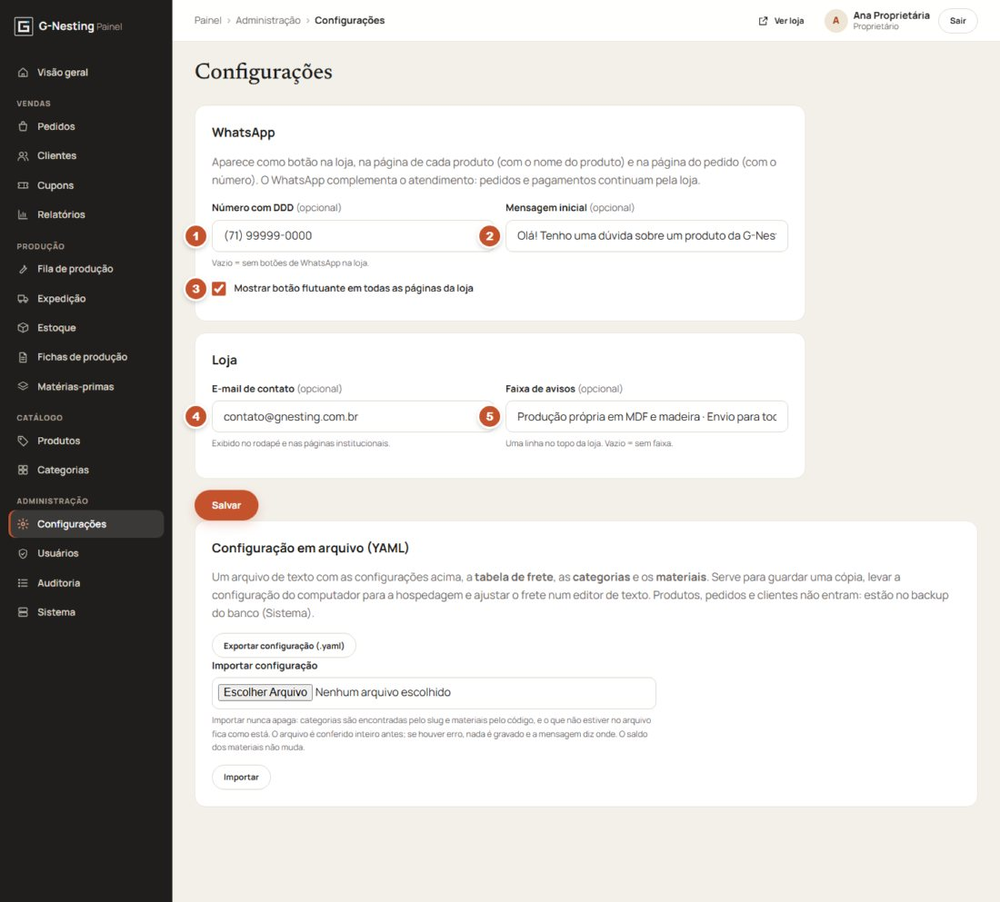 G-Nesting Painel
Visão geral
VENDAS
Pedidos
Clientes
Cupons
Relatórios
PRODUÇÃO
Fila de produção
Expedição
Estoque
Fichas de produção
Matérias-primas
CATÁLOGO
Produtos
Categorias
ADMINISTRAÇÃO
Configurações
Usuários
Auditoria
Sistema
Painel > Administração > Configurações
Ver loja
A
Ana Proprietária
Proprietário
Sair
Configurações
WhatsApp
Aparece como botão na loja, na página de cada produto (com o nome do produto) e na página do pedido (com o
número). O WhatsApp complementa o atendimento: pedidos e pagamentos continuam pela loja.
Número com DDD (opcional)
1 (71) 99999-0000
Vazio = sem botões de WhatsApp na loja.
Mensagem inicial (opcional)
2 Olá! Tenho uma dúvida sobre um produto da G-Nes
3 Mostrar botão flutuante em todas as páginas da loja
Loja
E-mail de contato (opcional)
4 contato@gnesting.com.br
Exibido no rodapé e nas páginas institucionais.
Faixa de avisos (opcional)
5 Produção própria em MDF e madeira · Envio para toc
Uma linha no topo da loja. Vazio = sem faixa.
Salvar
Configuração em arquivo (YAML)
Um arquivo de texto com as configurações acima, a tabela de frete, as categorias e os materiais. Serve para guardar uma cópia, levar a
configuração do computador para a hospedagem e ajustar o frete num editor de texto. Produtos, pedidos e clientes não entram: estão no backup
do banco (Sistema).
Exportar configuração (.yaml)
Importar configuração
Escolher Arquivo Nenhum arquivo escolhido
Importar nunca apaga: categorias são encontradas pelo slug e materiais pelo código, e o que não estiver no arquivo
fica como está. O arquivo é conferido inteiro antes; se houver erro, nada é gravado e a mensagem diz onde. O saldo
dos materiais não muda.
Importar